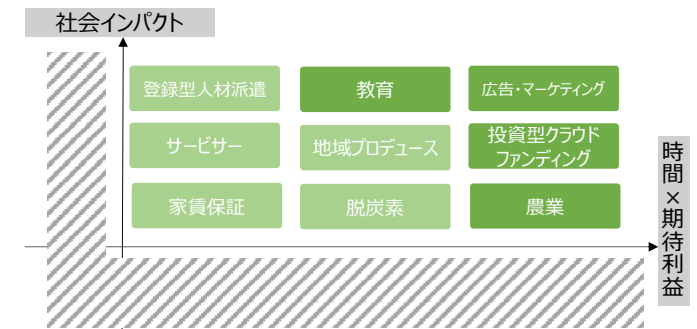 社会インパクト
登録型人材派遣
教育
広告・マーケティング
サービサー
地域プロデュース
投資型クラウド
ファンディング
家賃保証
脱炭素
農業
時間×期待利益